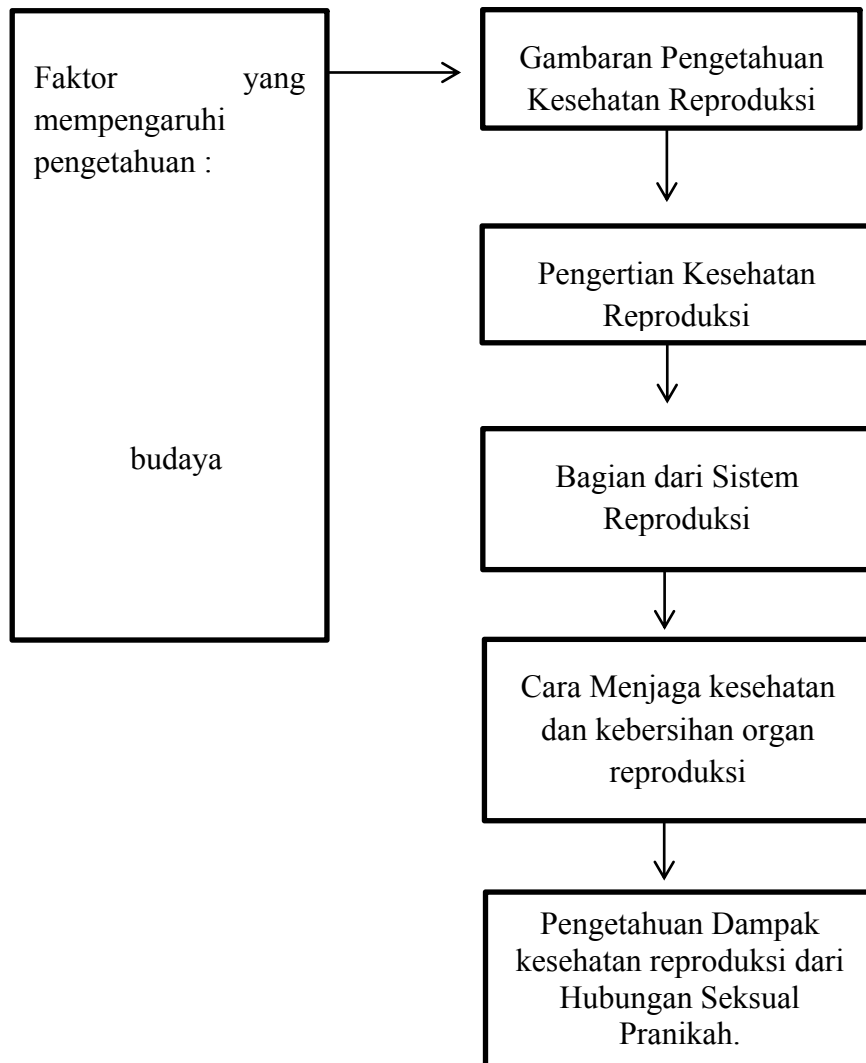 Faktor yang
mempengaruhi
pengetahuan :
budaya
Gambaran Pengetahuan
Kesehatan Reproduksi
Pengertian Kesehatan
Reproduksi
Bagian dari Sistem
Reproduksi
Cara Menjaga kesehatan
dan kebersihan organ
reproduksi
Pengetahuan Dampak
kesehatan reproduksi dari
Hubungan Seksual
Pranikah.